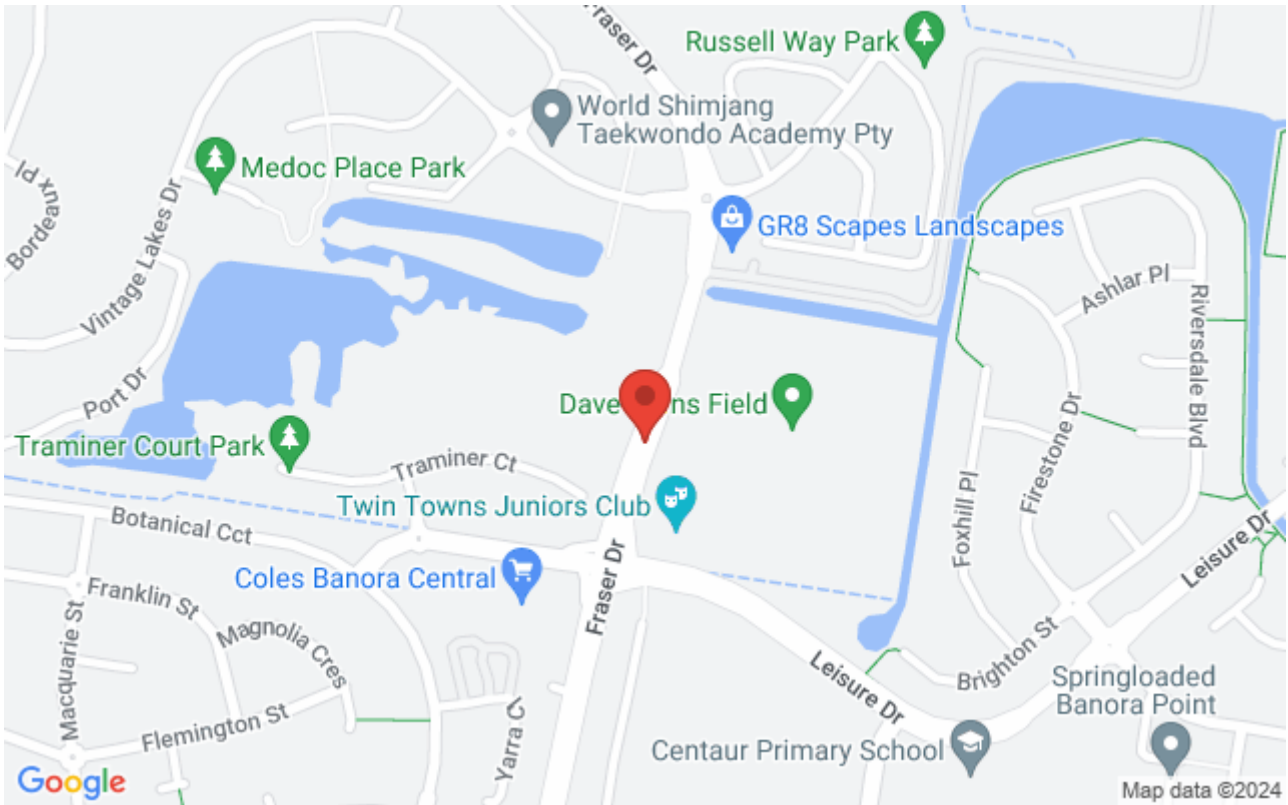 Fraser Dr
Russell Way Park
World Shimjang
Taekwondo Academy Pty
Medoc Place Park
Bordeaux Pl
Vintage Lakes Dr
GR8 Scapes Landscapes
Ashlar Pl
Riversdale Blvd
Port Dr
Dave
ns Field
Traminer Court Park
Traminer Ct
Firestone Dr
Foxhill Pl
Twin Towns Juniors Club
Botanical Cct
Leisure Dr
Coles Banora Central
Fraser Dr
Franklin St
Magnolia Cres
Macquarie St
Brighton St
Leisure Dr
Springloaded
Banora Point
Flemington St
Yarra Ct
Centaur Primary School
Google
Map data ©2024